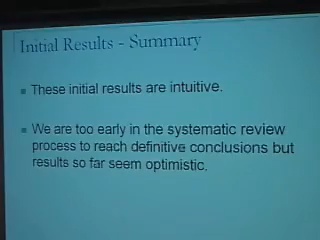 Initial Results - Summary
These initial results are intuitive.
We are too early in the systematic review
process to reach definitive conclusions but
results so far seem optimistic.